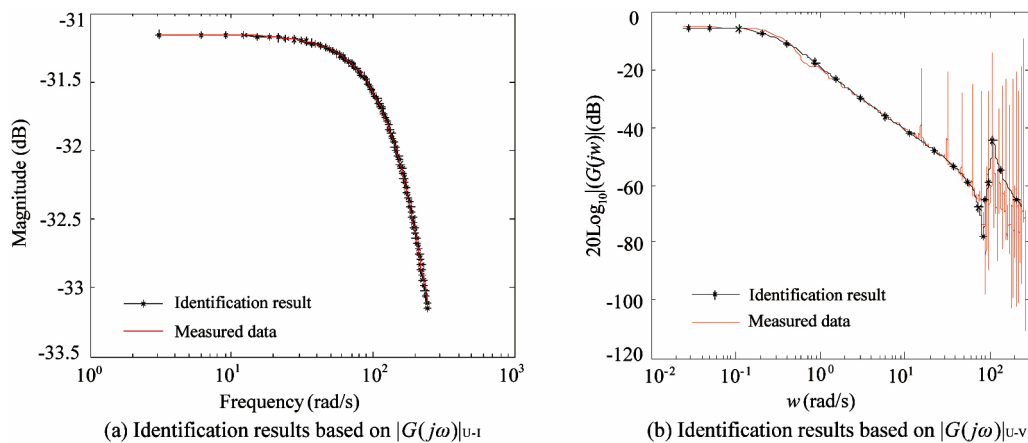 -31
-31.5
-32
-32.5
-33
-33.5
Magnitude (dB)
Identification result
Measured data
10^0
10^1
10^2
10^3
Frequency (rad/s)
(a) Identification results based on |G(jω)|U-I
0
-20
-40
-60
-80
-100
-120
20Log10|(G(jw)|(dB)
Identification result
Measured data
10^-2
10^-1
10^0
10^1
10^2
w (rad/s)
(b) Identification results based on |G(jω)|U-V